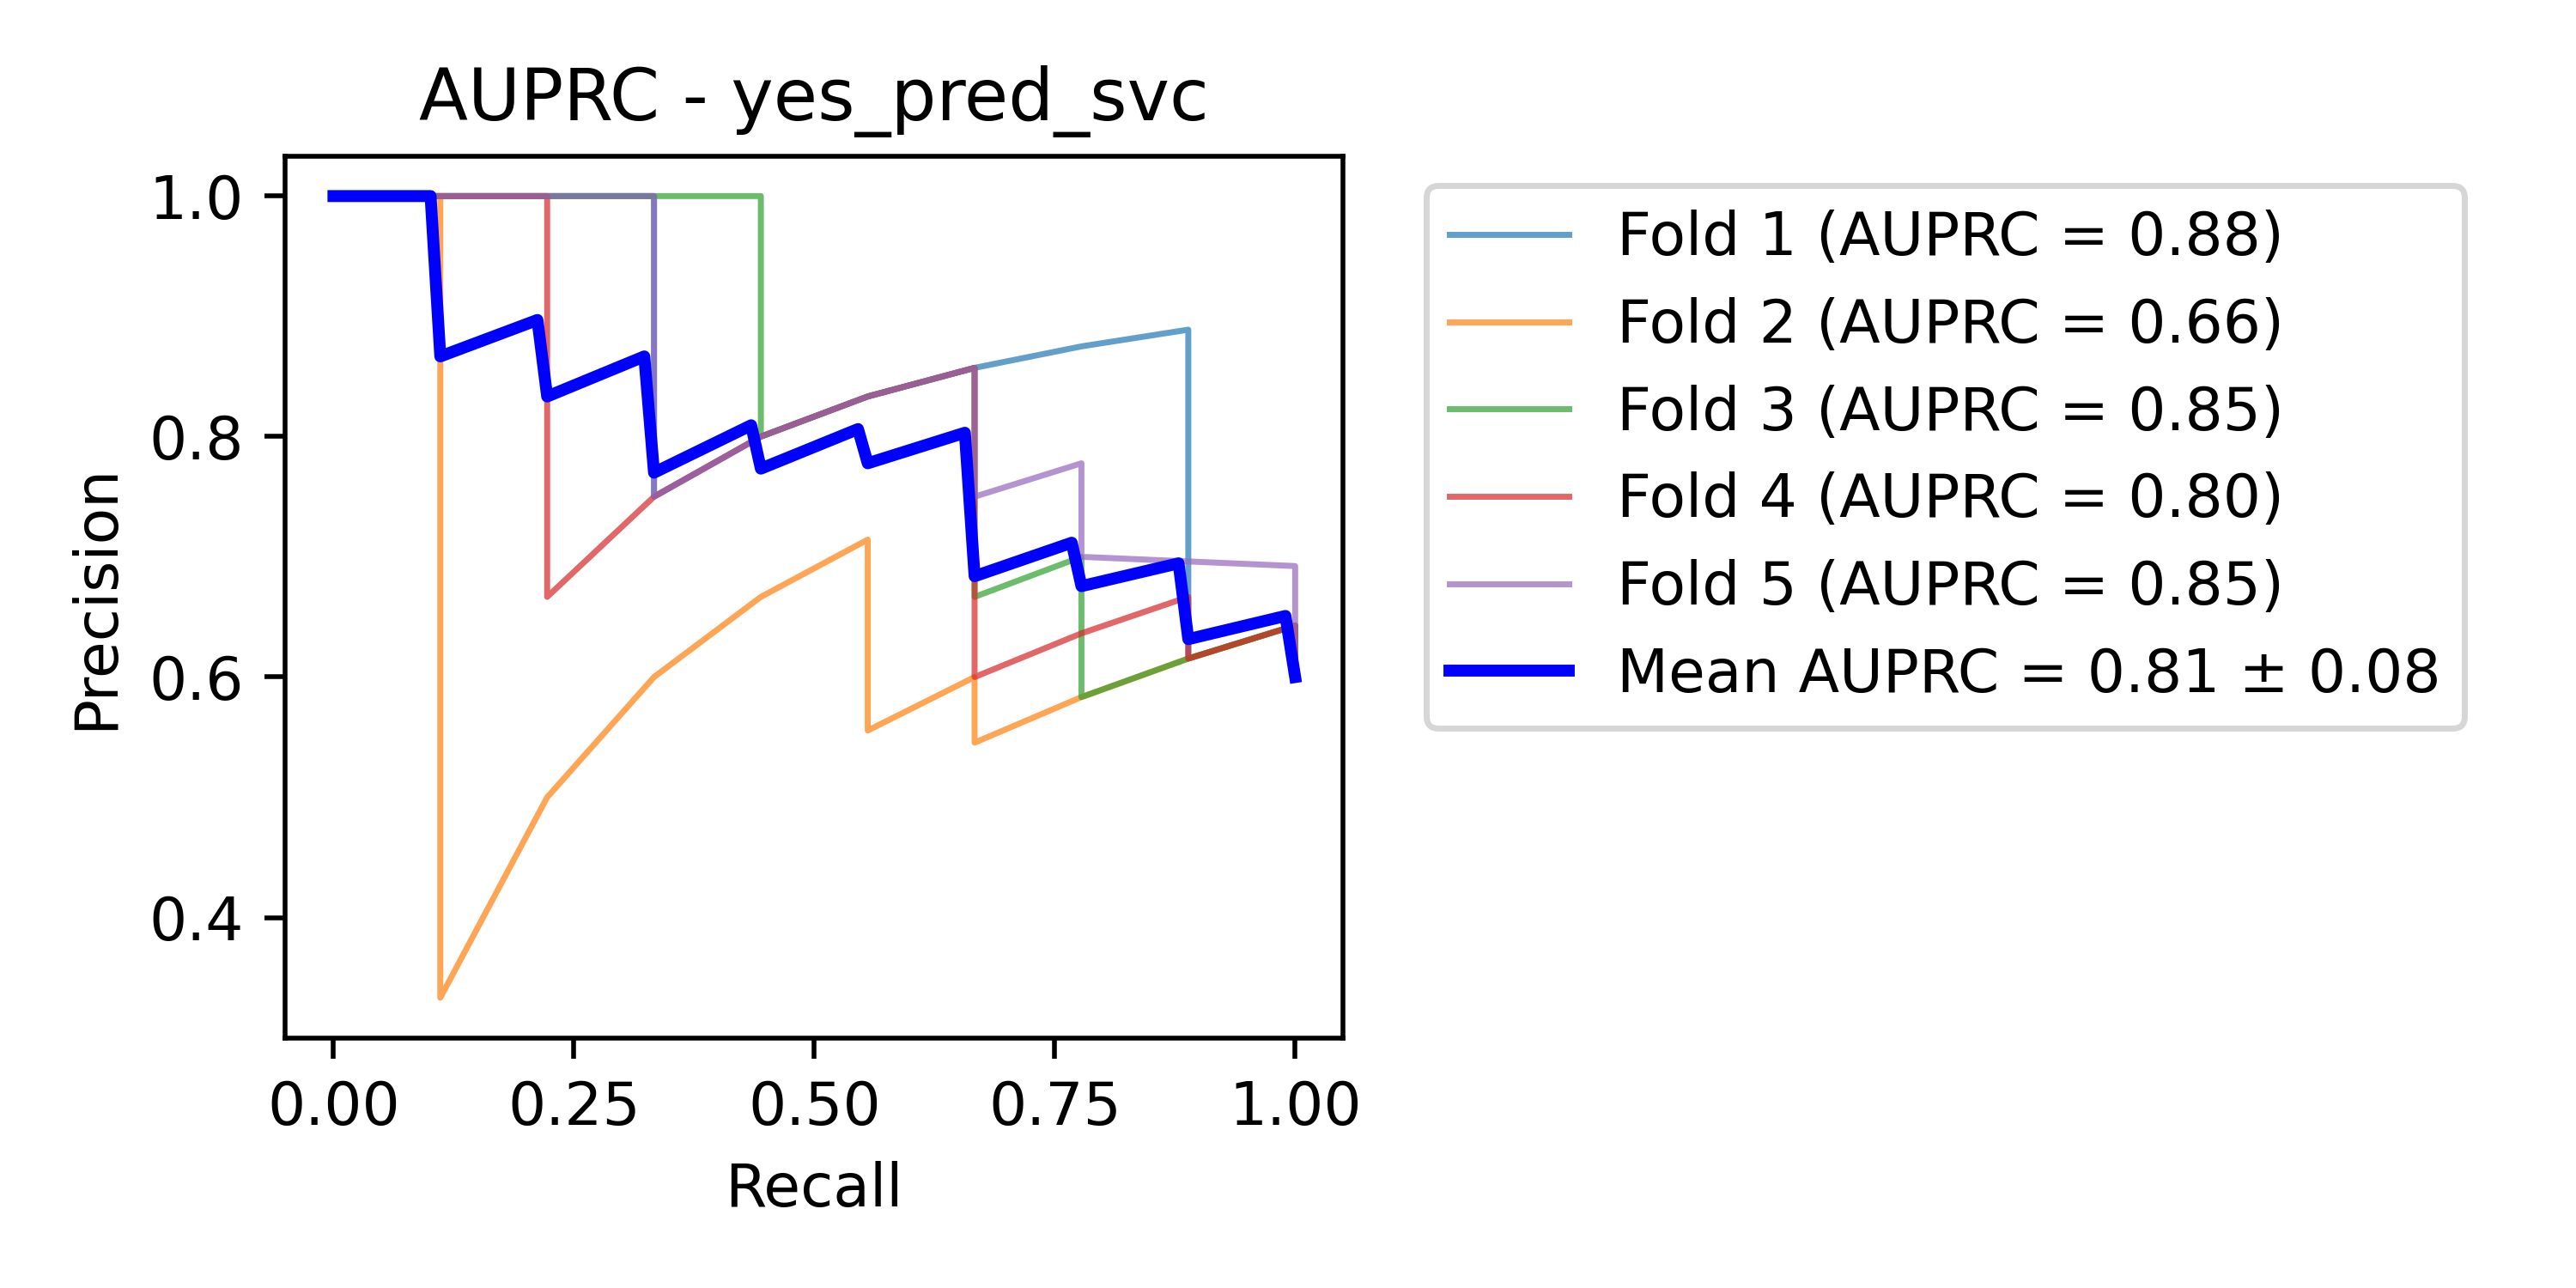 AUPRC - yes_pred_svc
1.0
0.8
0.6
0.4
Precision
0.00 0.25 0.50 0.75 1.00
Recall
Fold 1 (AUPRC = 0.88)
Fold 2 (AUPRC = 0.66)
Fold 3 (AUPRC = 0.85)
Fold 4 (AUPRC = 0.80)
Fold 5 (AUPRC = 0.85)
Mean AUPRC = 0.81 ± 0.08